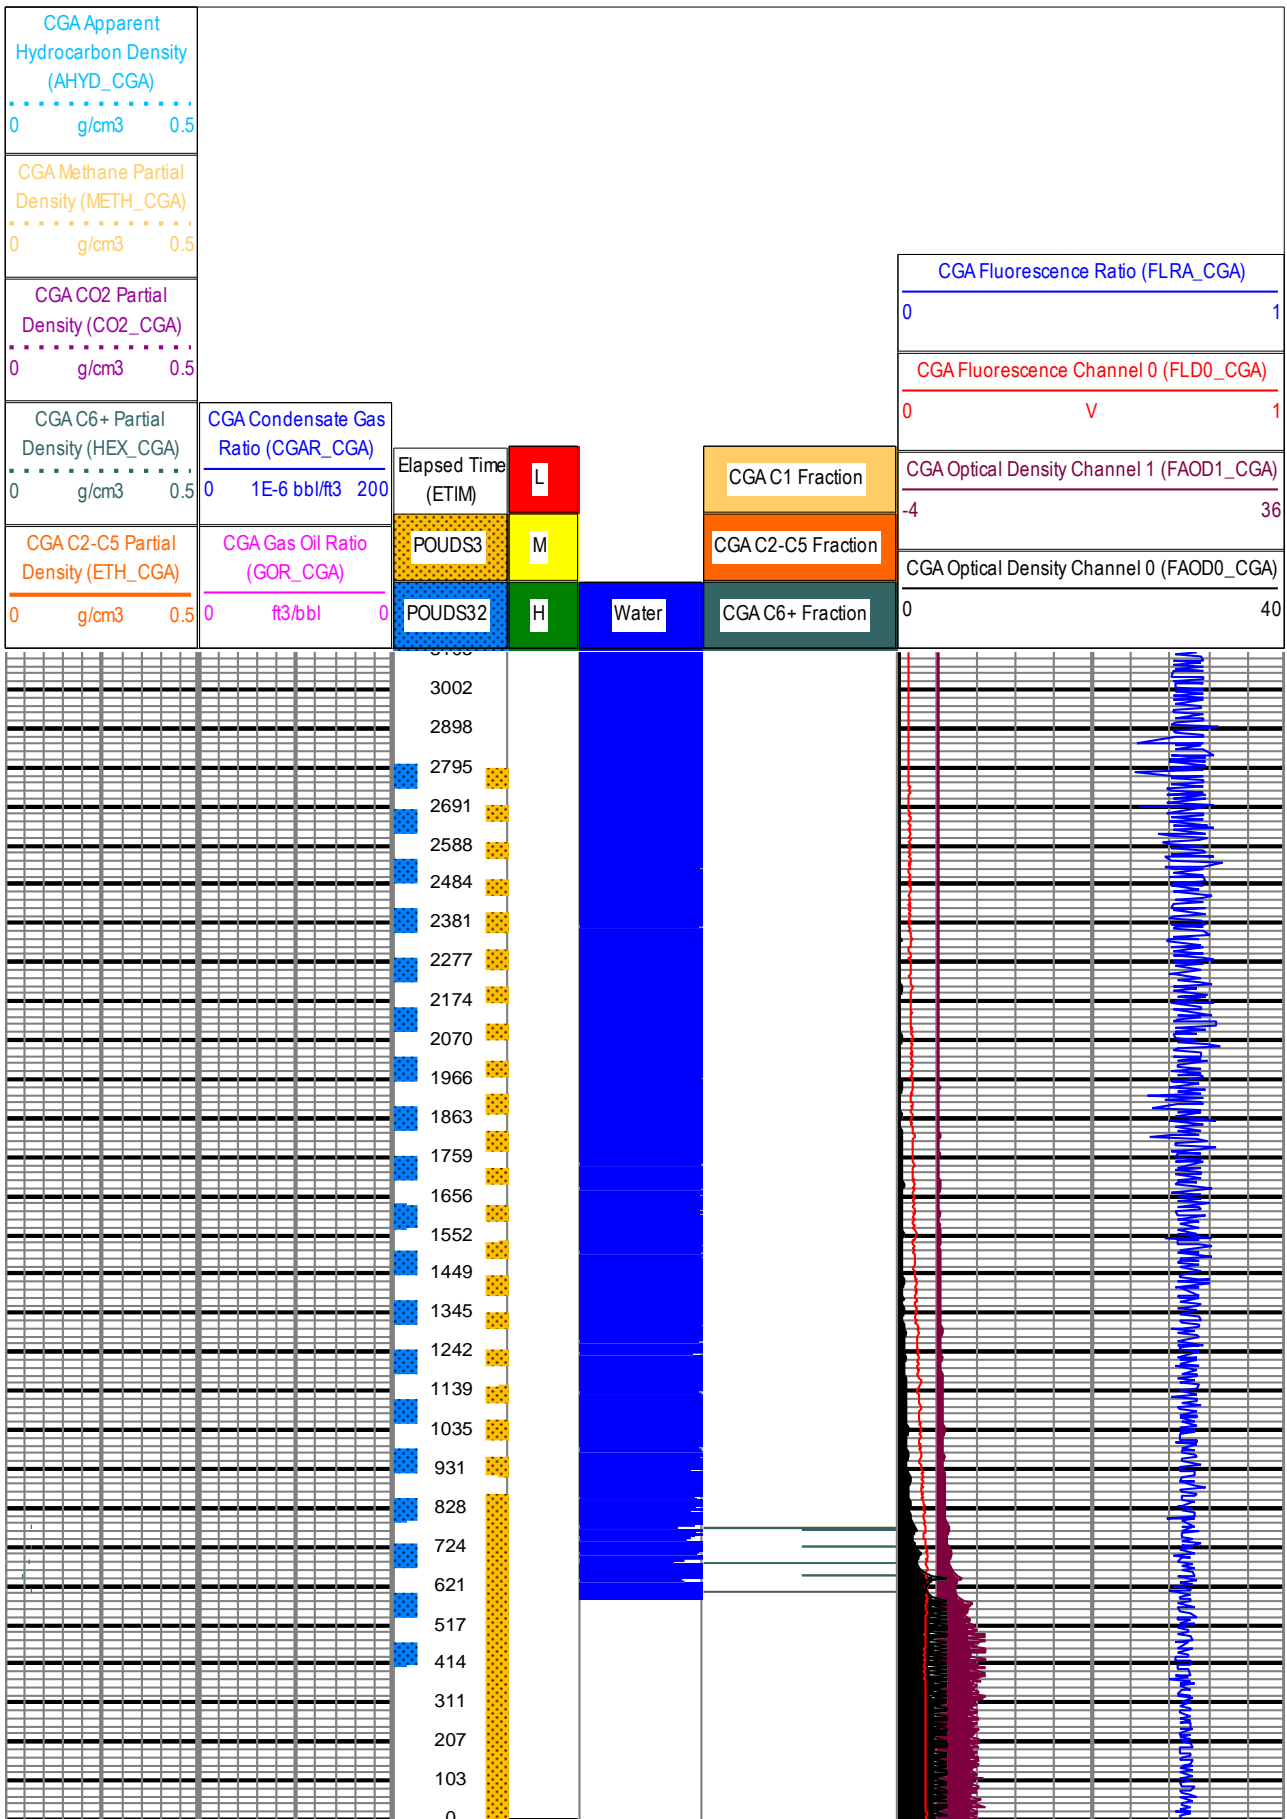 CGA Apparent
Hydrocarbon Density
(AHYD_CGA)
0 g/cm3 0.5
CGA Methane Partial
Density (METH_CGA)
0 g/cm3 0.5
CGA CO2 Partial
Density (CO2_CGA)
0 g/cm3 0.5
CGA C6+ Partial
Density (HEX_CGA)
0 g/cm3 0.5
CGA C2-C5 Partial
Density (ETH_CGA)
0 g/cm3 0.5
CGA Condensate Gas
Ratio (CGAR_CGA)
0 1E-6 bbl/ft3 200
CGA Gas Oil Ratio
(GOR_CGA)
0 ft3/bbl 0
Elapsed Time
(ETIM)
POUDS3
POUDS32
L
M
H
Water
CGA C1 Fraction
CGA C2-C5 Fraction
CGA C6+ Fraction
CGA Fluorescence Ratio (FLRA_CGA)
0 1
CGA Fluorescence Channel 0 (FLD0_CGA)
0 V 1
CGA Optical Density Channel 1 (FAOD1_CGA)
-4 36
CGA Optical Density Channel 0 (FAOD0_CGA)
0 40
3002
2898
2795
2691
2588
2484
2381
2277
2174
2070
1966
1863
1759
1656
1552
1449
1345
1242
1139
1035
931
828
724
621
517
414
311
207
103
0